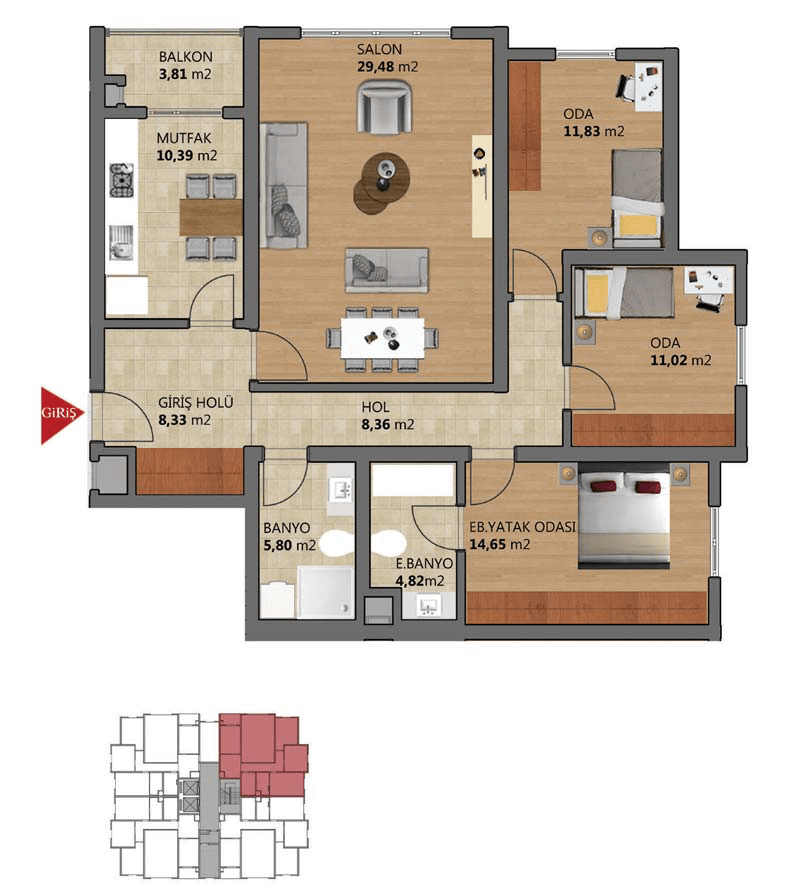 BALKON
3,81 m2
SALON
29,48 m2
MUTFAK
10,39 m2
ODA
11,83 m2
ODA
11,02 m2
GİRİŞ
GİRİŞ HOLÜ
8,33 m2
HOL
8,36 m2
BANYO
5,80 m2
E.BANYO
4,82m2
EB.YATAK ODASI
14,65 m2